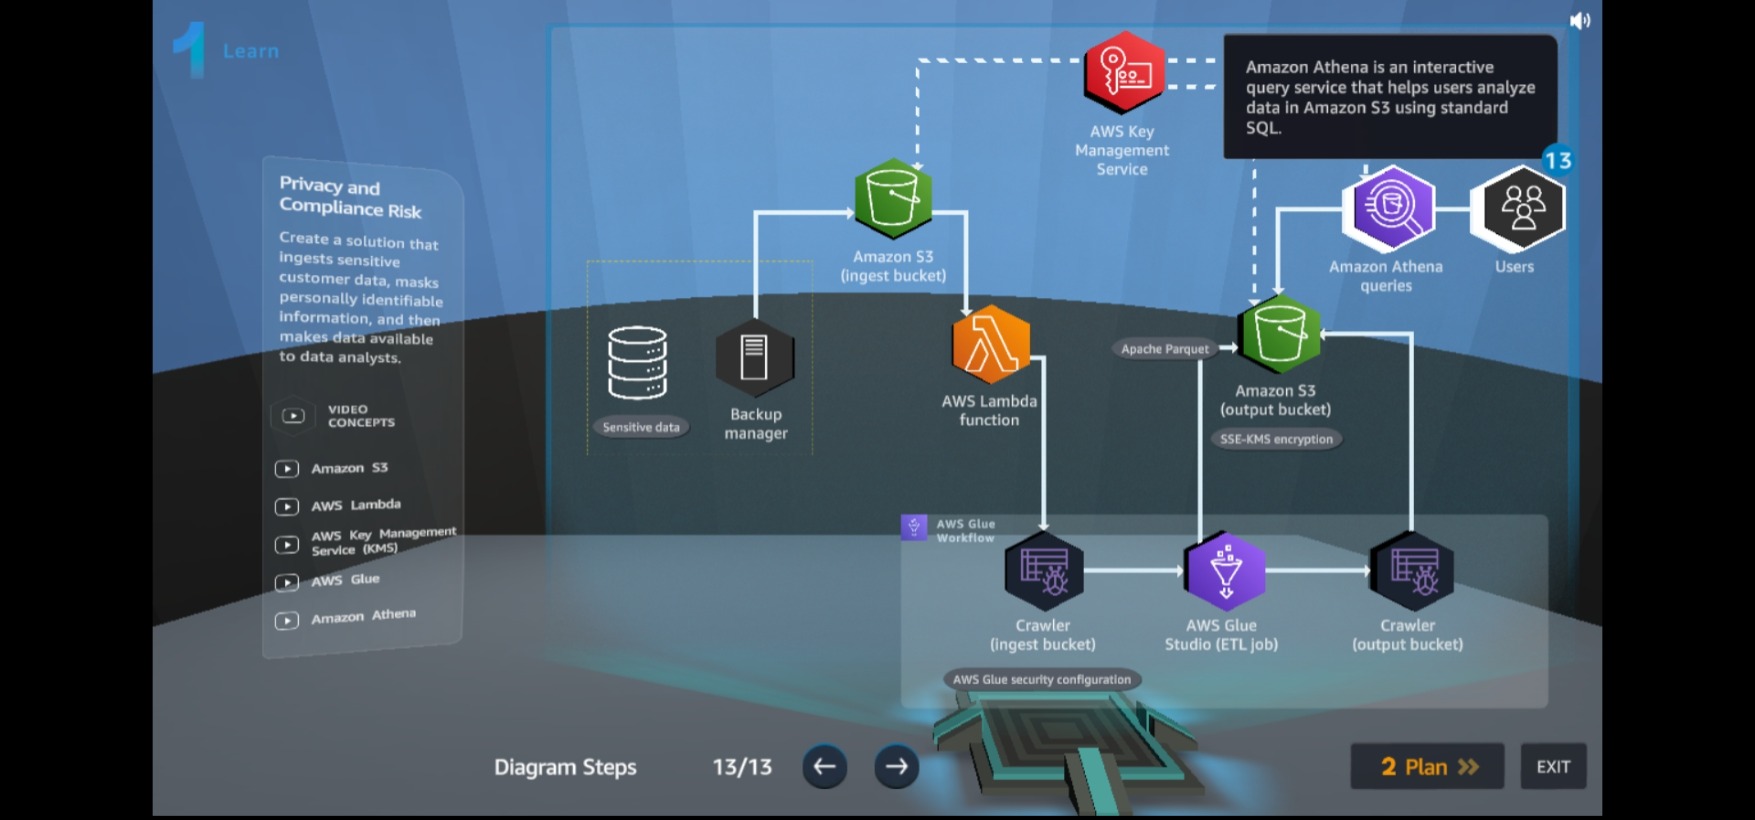 1 Learn
Privacy and
Compliance Risk
Create a solution that
ingests sensitive
customer data, masks
personally identifiable
information, and then
makes data available
to data analysts.
VIDEO
CONCEPTS
Amazon S3
AWS Lambda
AWS Key Management
Service (KMS)
AWS Glue
Amazon Athena
AWS Key
Management
Service
Amazon Athena is an interactive
query service that helps users analyze
data in Amazon S3 using standard
SQL.
13
Amazon S3
(ingest bucket)
Amazon Athena
queries
Users
Sensitive data
Backup
manager
AWS Lambda
function
Apache Parquet
Amazon S3
(output bucket)
SSE-KMS encryption
AWS Glue
Workflow
Crawler
(ingest bucket)
AWS Glue
Studio (ETL job)
Crawler
(output bucket)
AWS Glue security configuration
Diagram Steps 13/13
2 Plan
EXIT